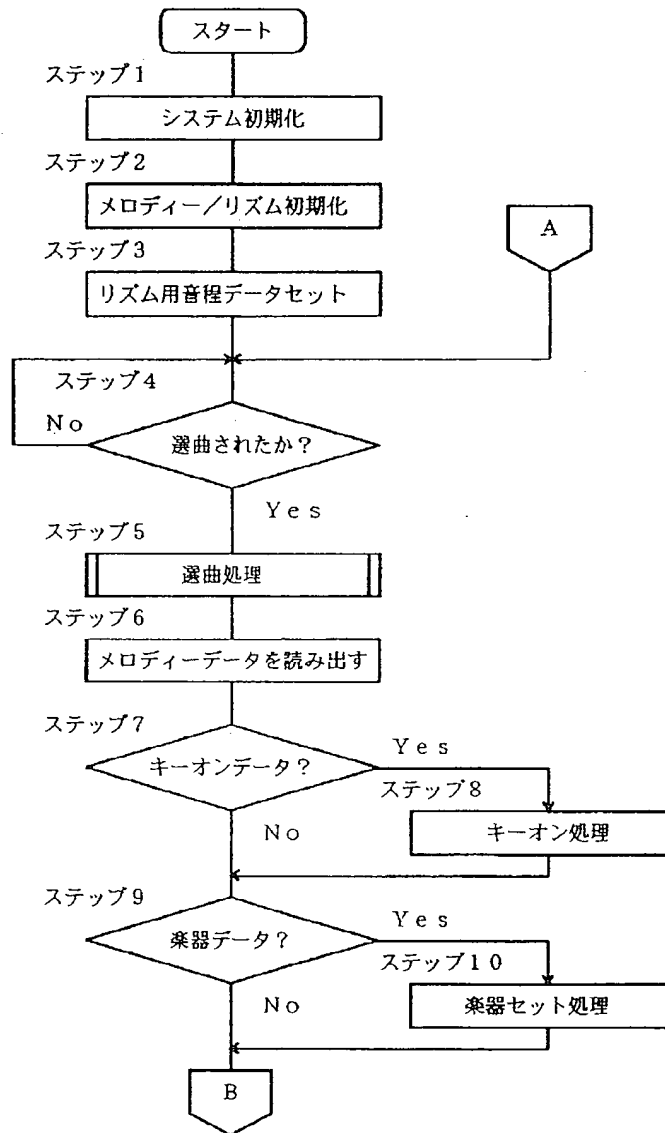 スタート
ステップ1
システム初期化
ステップ2
メロディー／リズム初期化
A
ステップ3
リズム用音程データセット
ステップ4
No
選曲されたか？
Yes
ステップ5
選曲処理
ステップ6
メロディーデータを読み出す
ステップ7
キーオンデータ？
Yes
ステップ8
キーオン処理
No
ステップ9
楽器データ？
Yes
ステップ10
楽器セット処理
No
B